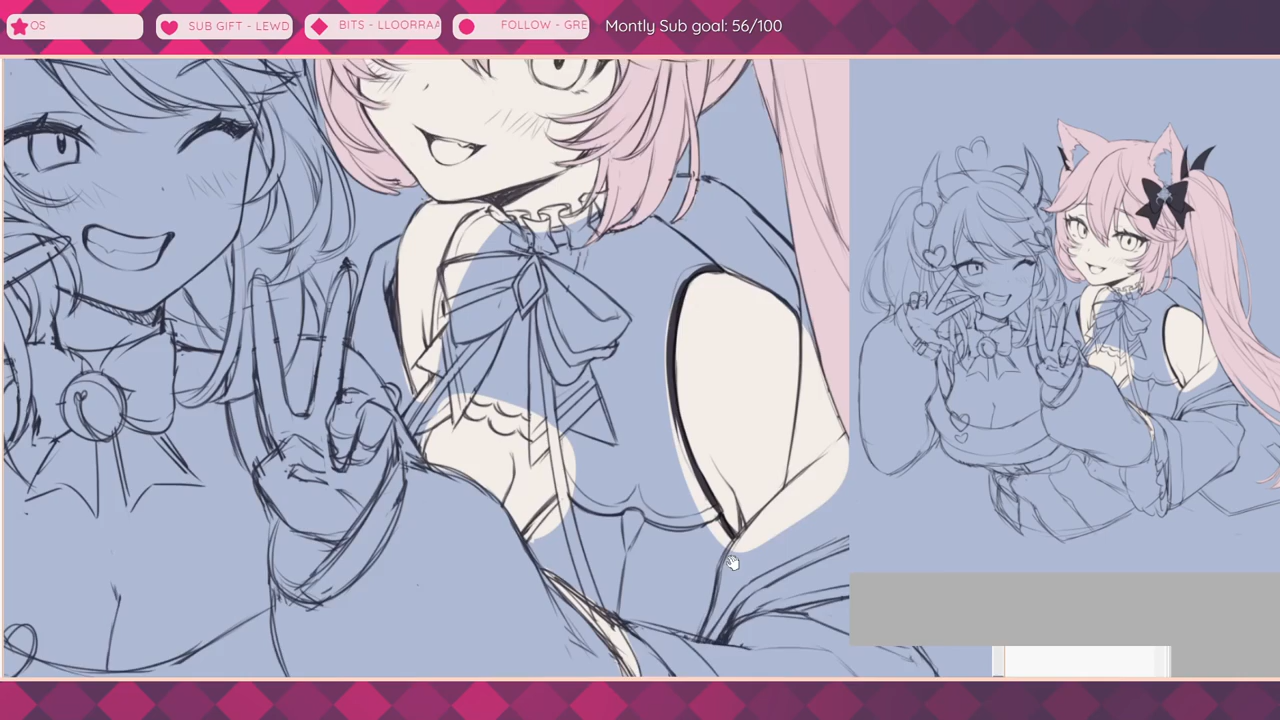 OS
SUB GIFT - LEWD
BITS - LLOORRAA
FOLLOW - GRE
Montly Sub goal: 56/100